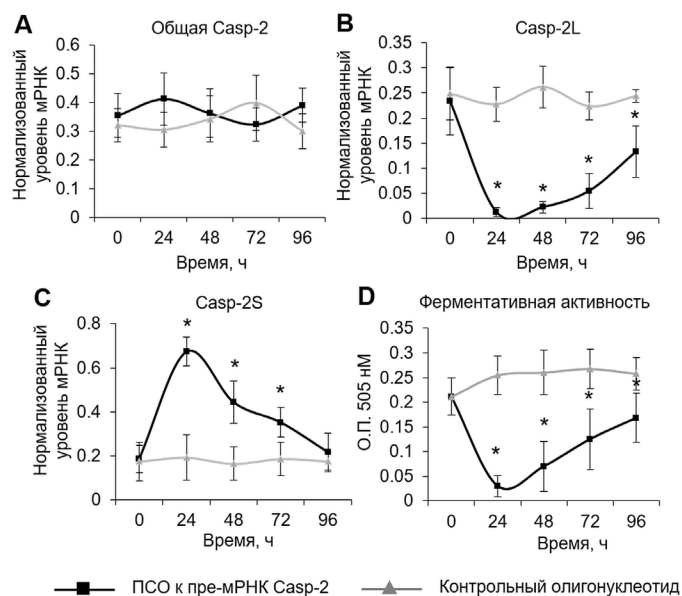 A
Общая Casp-2
Нормализованный
уровень мРНК
0.6
0.5
0.4
0.3
0.2
0.1
0
0 24 48 72 96
Время, ч
B
Casp-2L
Нормализованный
уровень мРНК
0.35
0.3
0.25
0.2
0.15
0.1
0.05
0
* * * *
0 24 48 72 96
Время, ч
C
Casp-2S
Нормализованный
уровень мРНК
0.8
0.6
0.4
0.2
0
* * *
0 24 48 72 96
Время, ч
D
Ферментативная активность
О.П. 505 нМ
0.35
0.3
0.25
0.2
0.15
0.1
0.05
0
* * * *
0 24 48 72 96
Время, ч
ПСО к пре-мРНК Casp-2 Контрольный олигонуклеотид